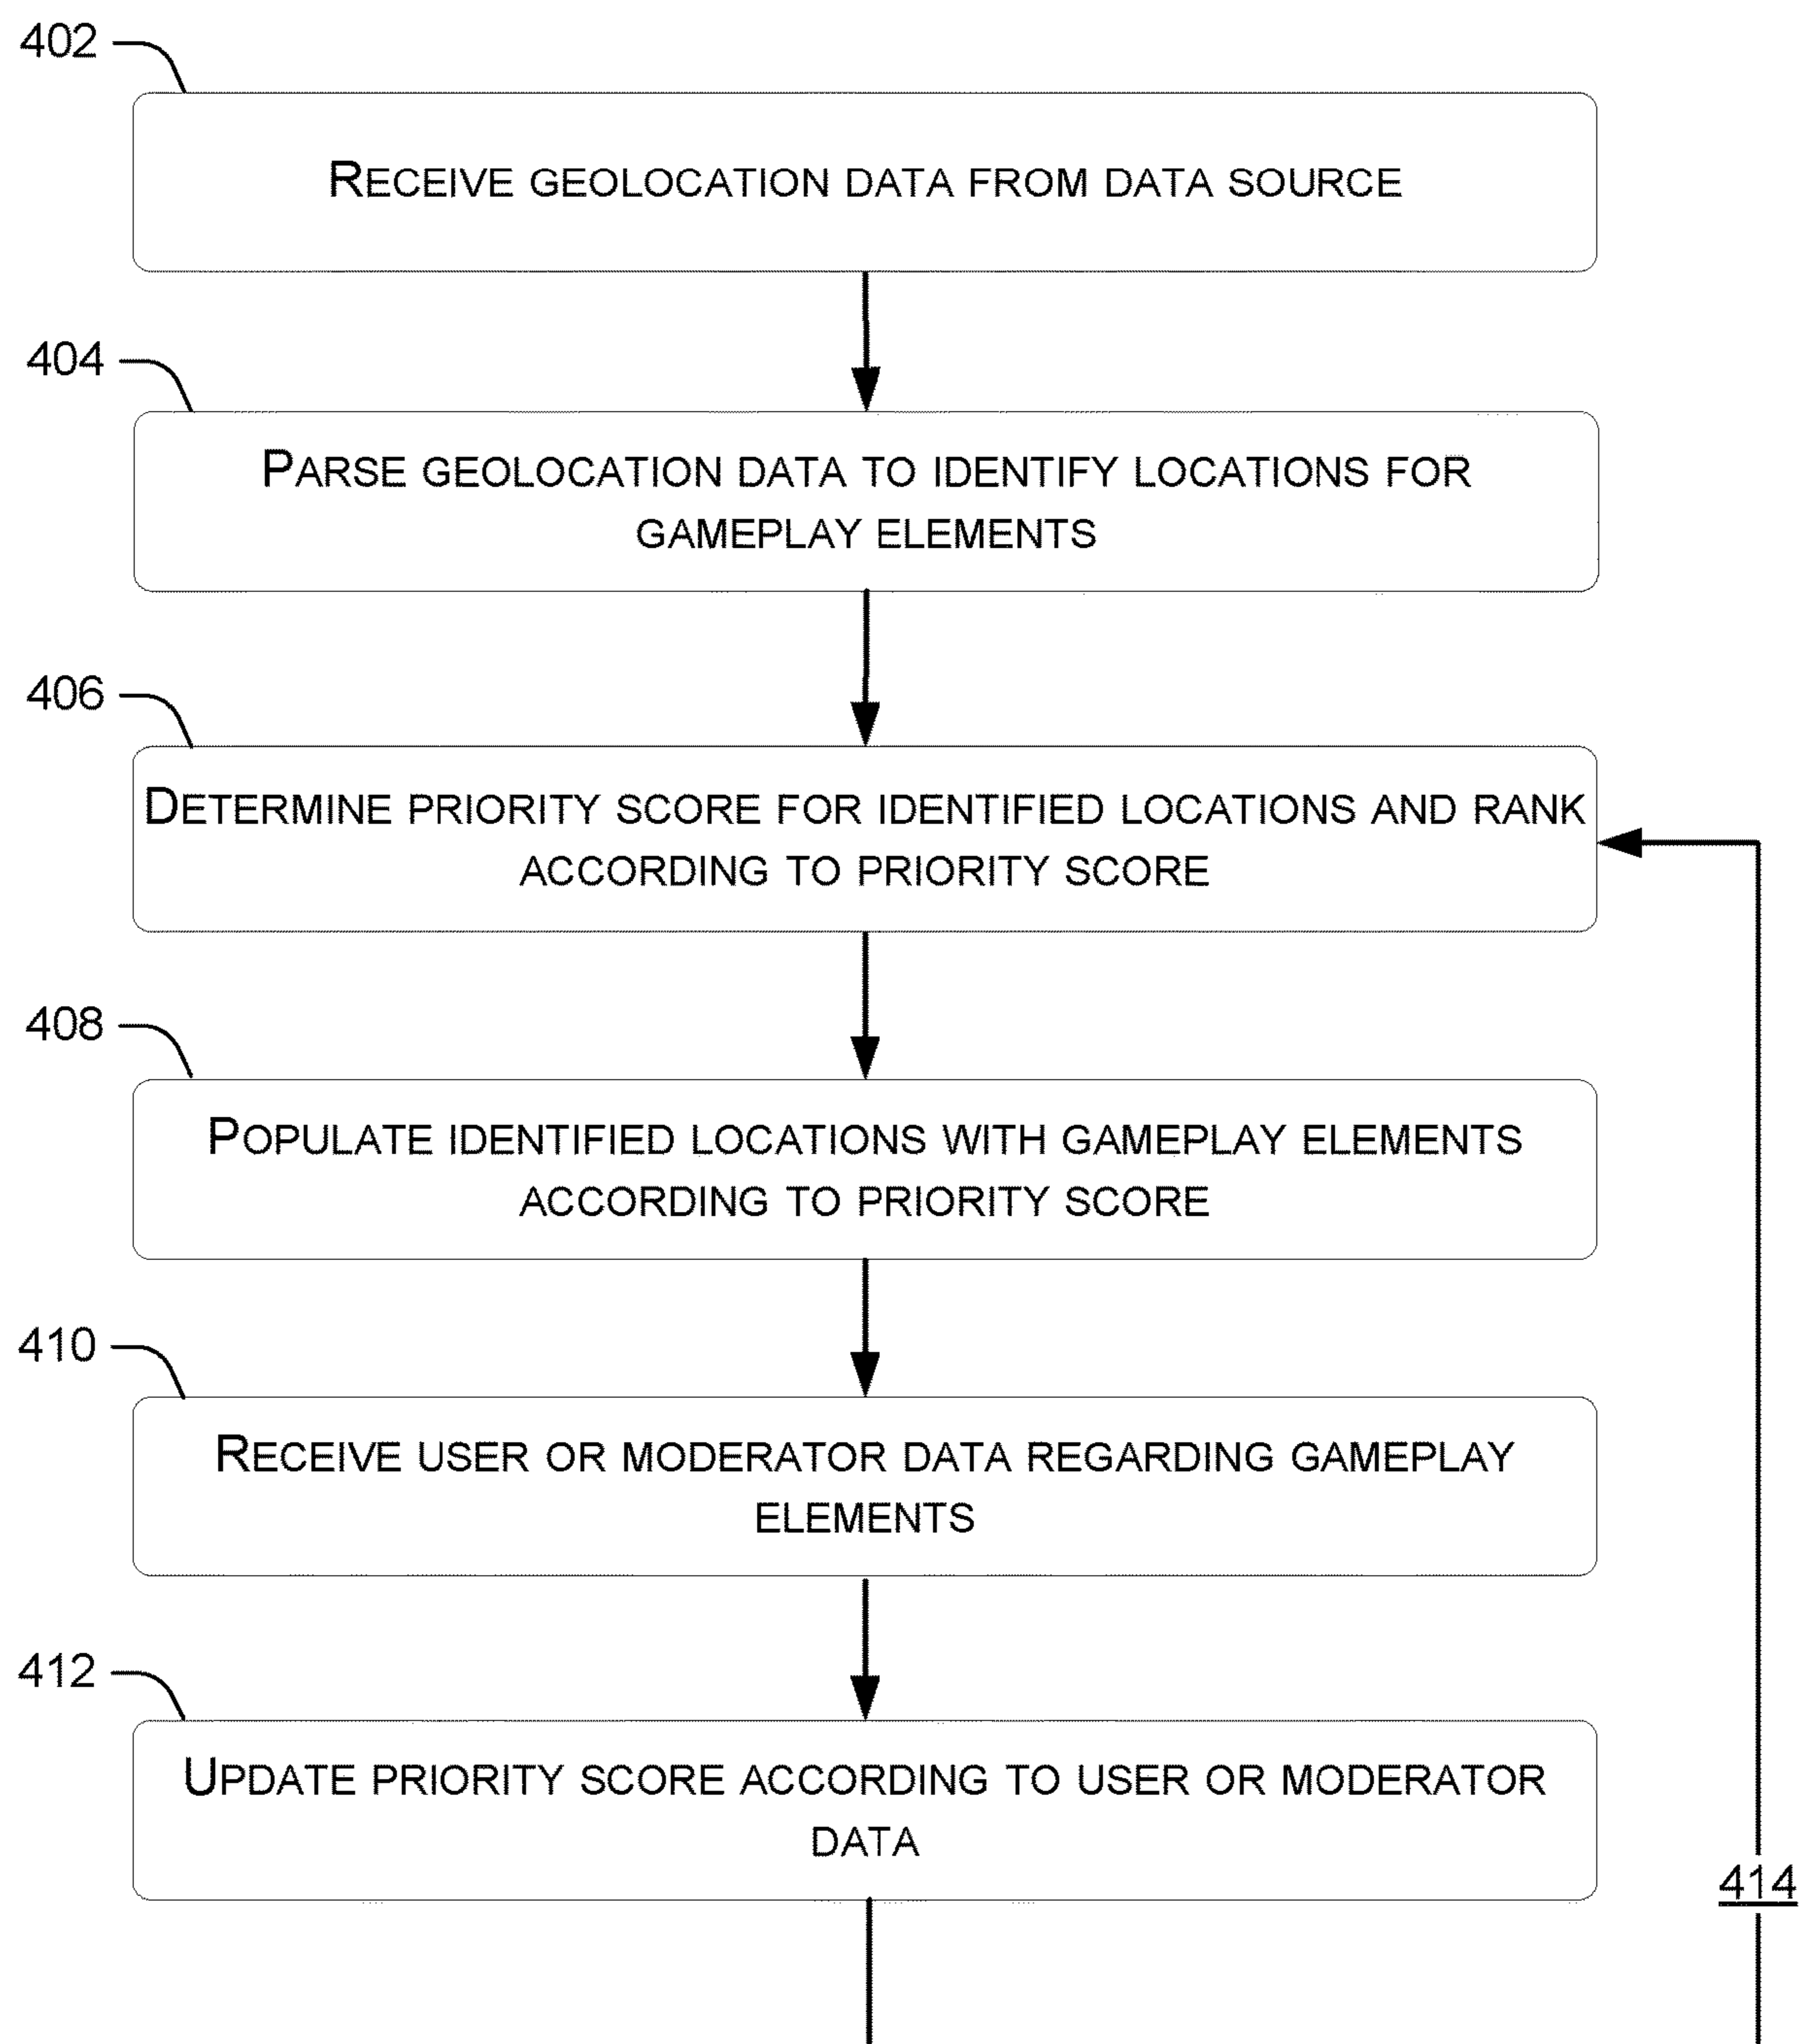 402
RECEIVE GEOLOCATION DATA FROM DATA SOURCE
404
PARSE GEOLOCATION DATA TO IDENTIFY LOCATIONS FOR
GAMEPLAY ELEMENTS
406
DETERMINE PRIORITY SCORE FOR IDENTIFIED LOCATIONS AND RANK
ACCORDING TO PRIORITY SCORE
408
POPULATE IDENTIFIED LOCATIONS WITH GAMEPLAY ELEMENTS
ACCORDING TO PRIORITY SCORE
410
RECEIVE USER OR MODERATOR DATA REGARDING GAMEPLAY
ELEMENTS
412
UPDATE PRIORITY SCORE ACCORDING TO USER OR MODERATOR
DATA
414